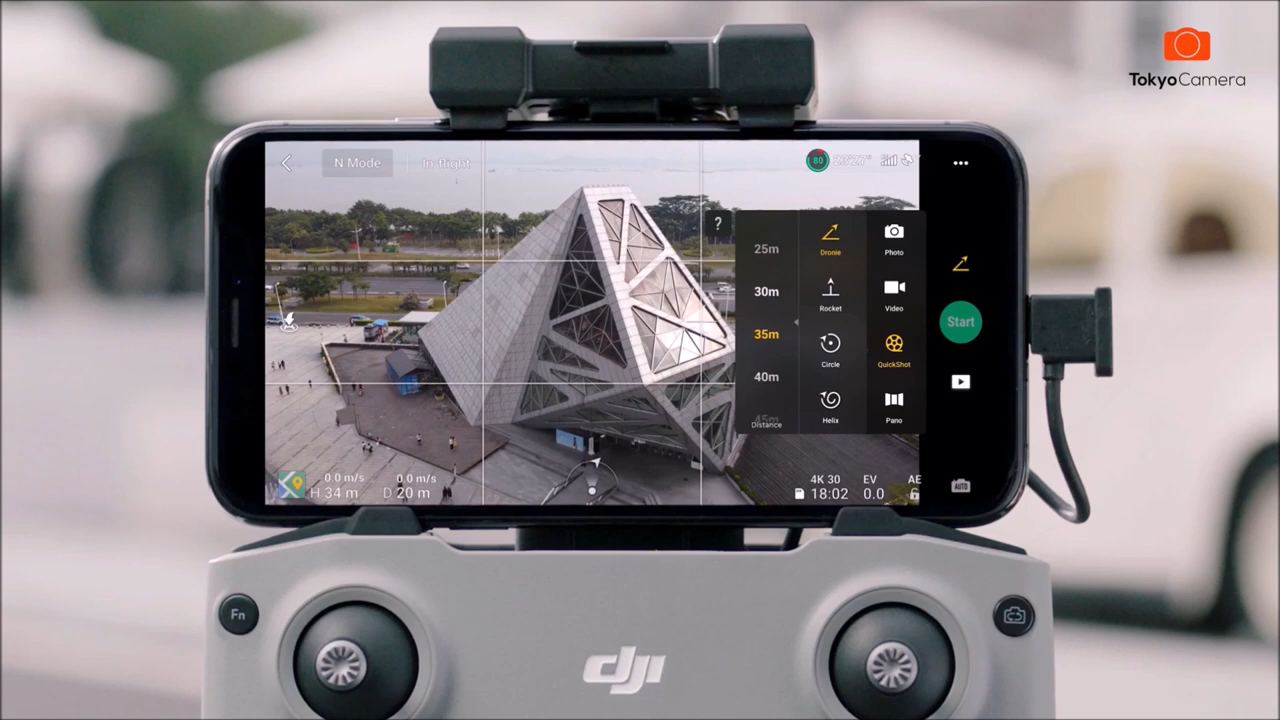 TokyoCamera
N Mode
In-flight
80
?
25m
30m
35m
40m
45m
Distance
Dronie
Rocket
Circle
Helix
Photo
Video
QuickShot
Pano
Start
0.0 m/s
0.0 m/s
H 34 m
D 20 m
4K 30
EV
AE
18:02
0.0
AUTO
Fn
dji